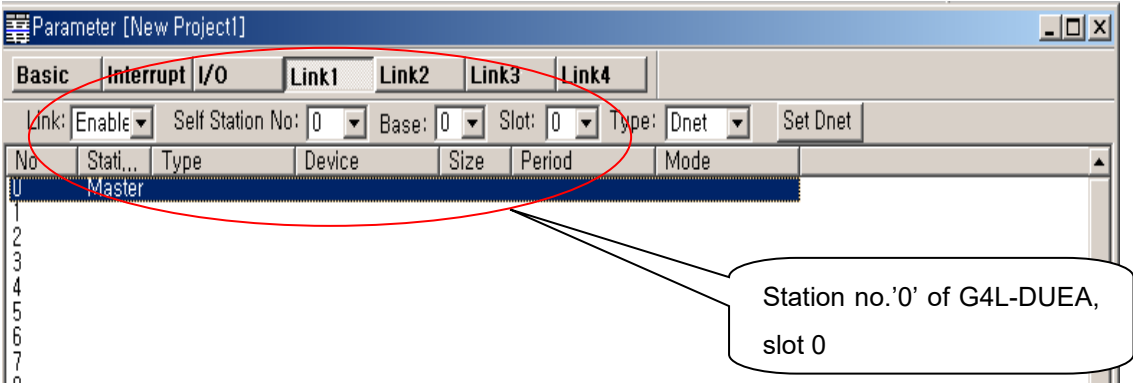 Parameter [New Project1]
Basic Interrupt I/O Link1 Link2 Link3 Link4
Link: Enable Self Station No: 0 Base: 0 Slot: 0 Type: Dnet Set Dnet
No Stati,,, Type Device Size Period Mode
0 Master
1
2
3
4
5
6
7
Station no.'0' of G4L-DUEA,
slot 0